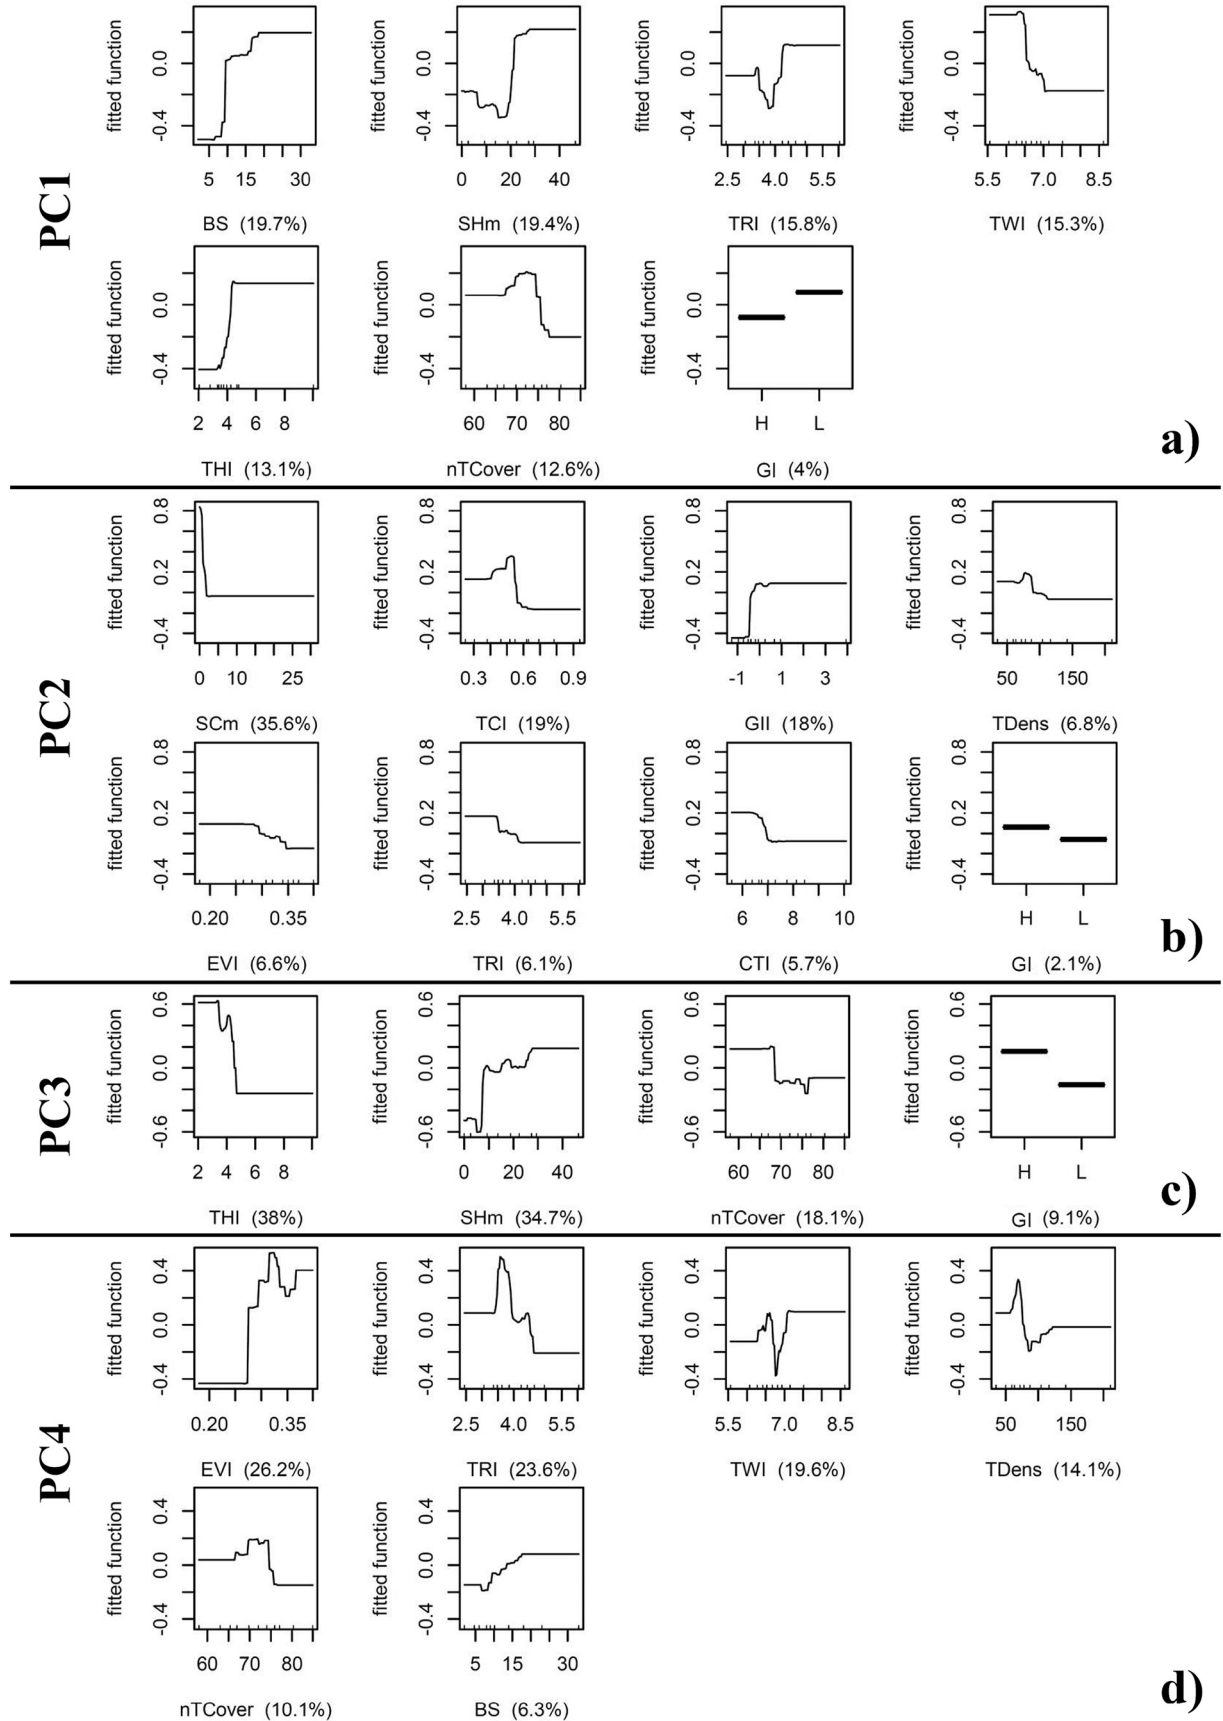 PC1
fitted function
0.0
-0.4
5 15 30
BS (19.7%)
fitted function
0.0
-0.4
0 20 40
SHm (19.4%)
fitted function
0.0
-0.4
2.5 4.0 5.5
TRI (15.8%)
fitted function
0.0
-0.4
5.5 7.0 8.5
TWI (15.3%)
fitted function
0.0
-0.4
2 4 6 8
THI (13.1%)
fitted function
0.0
-0.4
60 70 80
nTCover (12.6%)
fitted function
0.0
-0.4
H L
GI (4%)
a)
PC2
fitted function
0.8
0.2
-0.4
0 10 25
SCm (35.6%)
fitted function
0.8
0.2
-0.4
0.3 0.6 0.9
TCI (19%)
fitted function
0.8
0.2
-0.4
-1 1 3
GII (18%)
fitted function
0.8
0.2
-0.4
50 150
TDens (6.8%)
fitted function
0.8
0.2
-0.4
0.20 0.35
EVI (6.6%)
fitted function
0.8
0.2
-0.4
2.5 4.0 5.5
TRI (6.1%)
fitted function
0.8
0.2
-0.4
6 8 10
CTI (5.7%)
fitted function
0.8
0.2
-0.4
H L
GI (2.1%)
b)
PC3
fitted function
0.6
0.0
-0.6
2 4 6 8
THI (38%)
fitted function
0.6
0.0
-0.6
0 20 40
SHm (34.7%)
fitted function
0.6
0.0
-0.6
60 70 80
nTCover (18.1%)
fitted function
0.6
0.0
-0.6
H L
GI (9.1%)
c)
PC4
fitted function
0.4
0.0
-0.4
0.20 0.35
EVI (26.2%)
fitted function
0.4
0.0
-0.4
2.5 4.0 5.5
TRI (23.6%)
fitted function
0.4
0.0
-0.4
5.5 7.0 8.5
TWI (19.6%)
fitted function
0.4
0.0
-0.4
50 150
TDens (14.1%)
fitted function
0.4
0.0
-0.4
60 70 80
nTCover (10.1%)
fitted function
0.4
0.0
-0.4
5 15 30
BS (6.3%)
d)